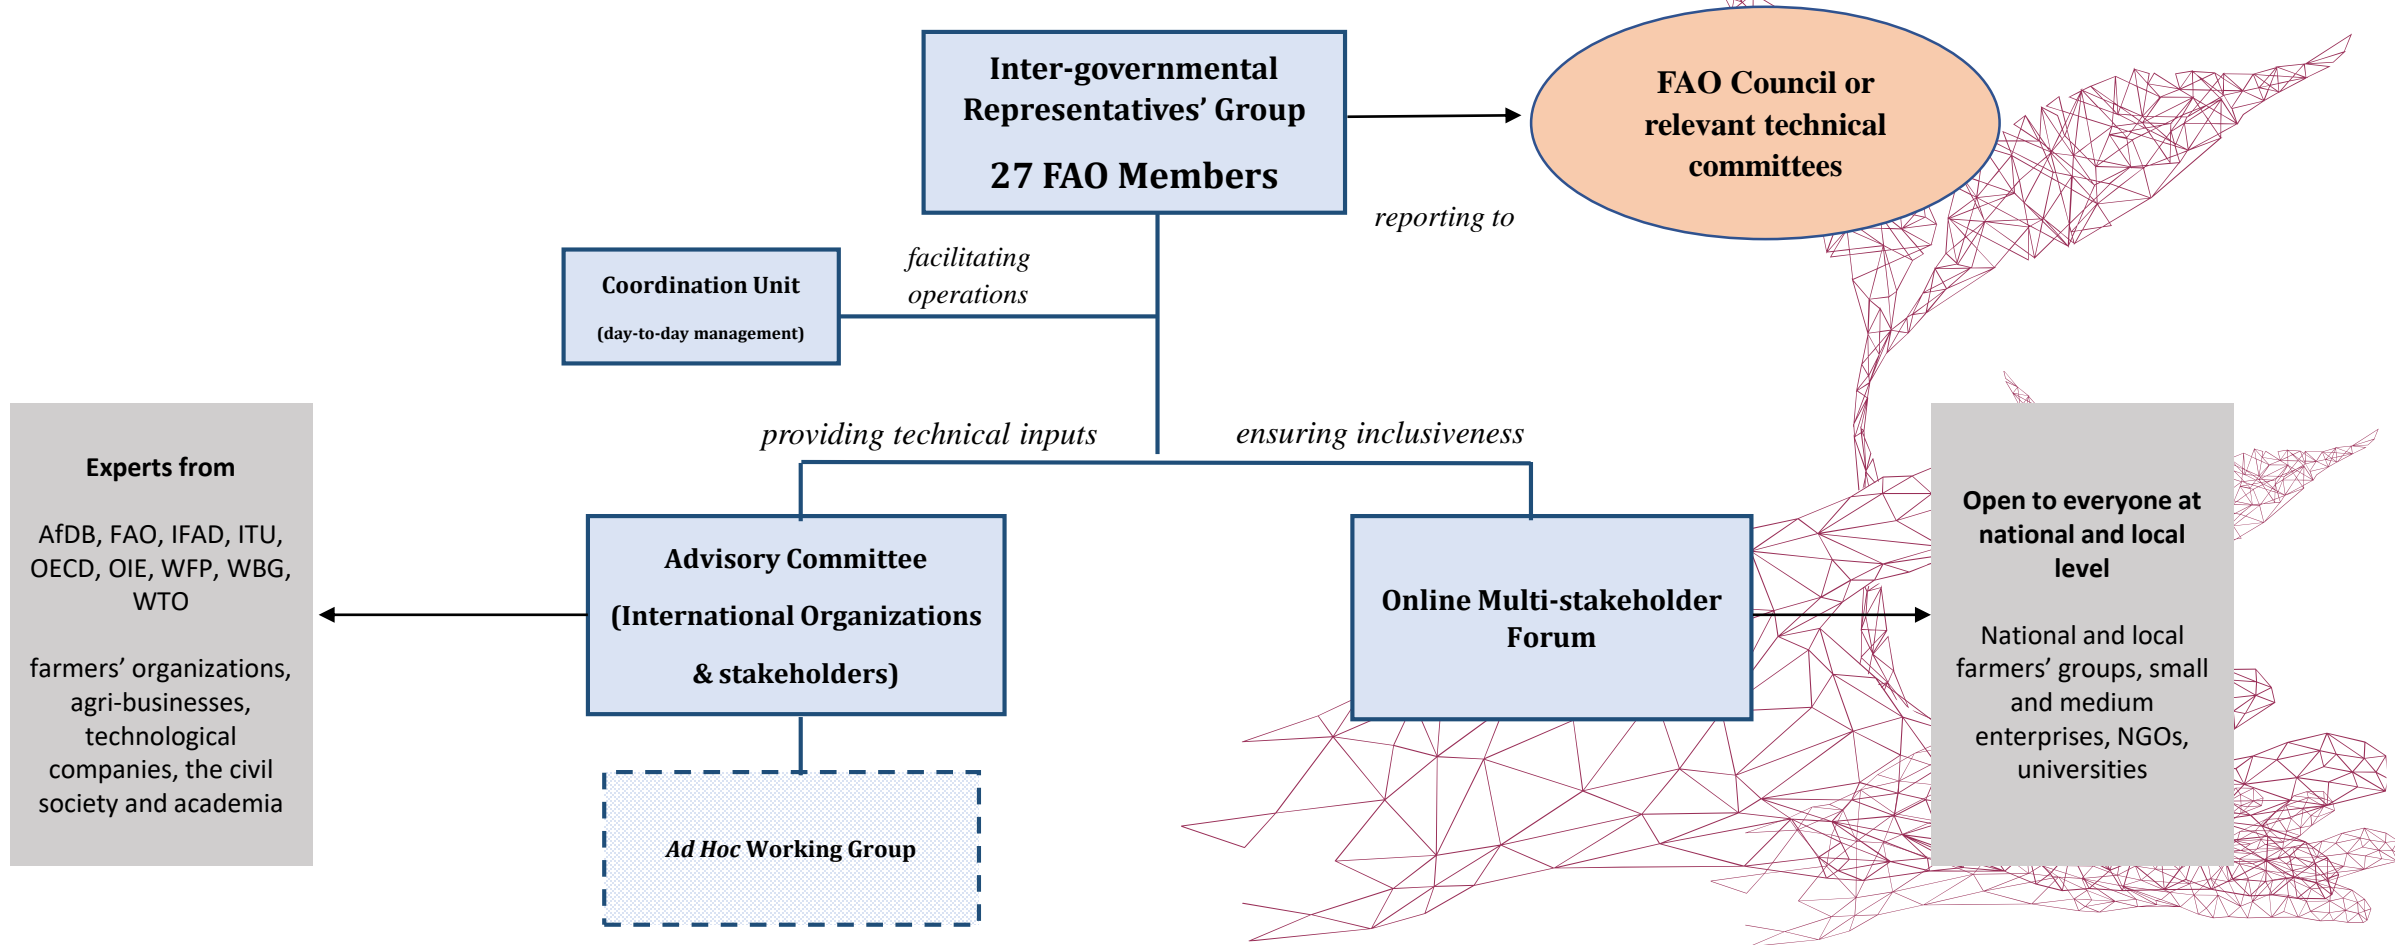 Inter-governmental
Representatives’ Group
27 FAO Members
FAO Council or
relevant technical
committees
reporting to
Coordination Unit
(day-to-day management)
facilitating
operations
providing technical inputs
ensuring inclusiveness
Experts from
AfDB, FAO, IFAD, ITU,
OECD, OIE, WFP, WBG,
WTO
farmers’ organizations,
agri-businesses,
technological
companies, the civil
society and academia
Advisory Committee
(International Organizations
& stakeholders)
Ad Hoc Working Group
Online Multi-stakeholder
Forum
Open to everyone at
national and local
level
National and local
farmers’ groups, small
and medium
enterprises, NGOs,
universities